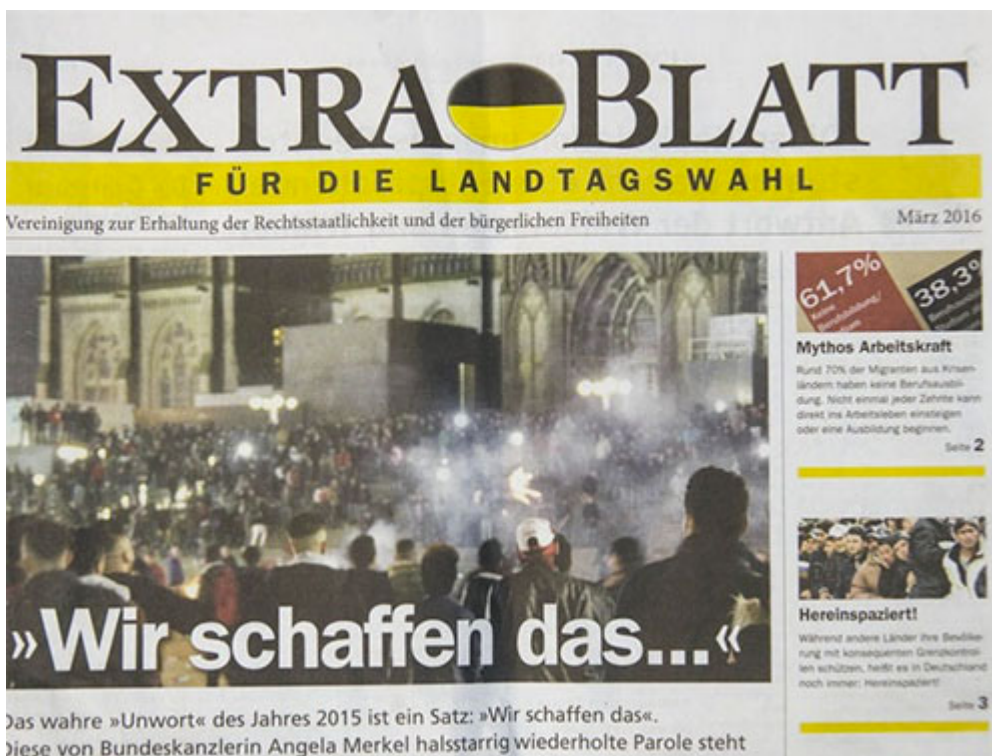 EXTRA BLATT
FÜR DIE LANDTAGSWAHL
Vereinigung zur Erhaltung der Rechtsstaatlichkeit und der bürgerlichen Freiheiten
März 2016
»Wir schaffen das...«
Das wahre »Unwort« des Jahres 2015 ist ein Satz: »Wir schaffen das«.
Diese von Bundeskanzlerin Angela Merkel halsstarrig wiederholte Parole steht
61,7%
Keine
Berufsbildung/
38,3%
Mythos Arbeitskraft
Rund 70% der Migranten aus Krisen-
ländern haben keine Berufsausbil-
dung. Nicht einmal jeder Zehnte kann
direkt ins Arbeitsleben einsteigen
oder eine Ausbildung beginnen.
Seite 2
Hereinspaziert!
Während andere Länder ihre Bevölke-
rung mit konsequenten Grenzkontrol-
len schützen, heißt es in Deutschland
noch immer: Hereinspaziert!
Seite 3